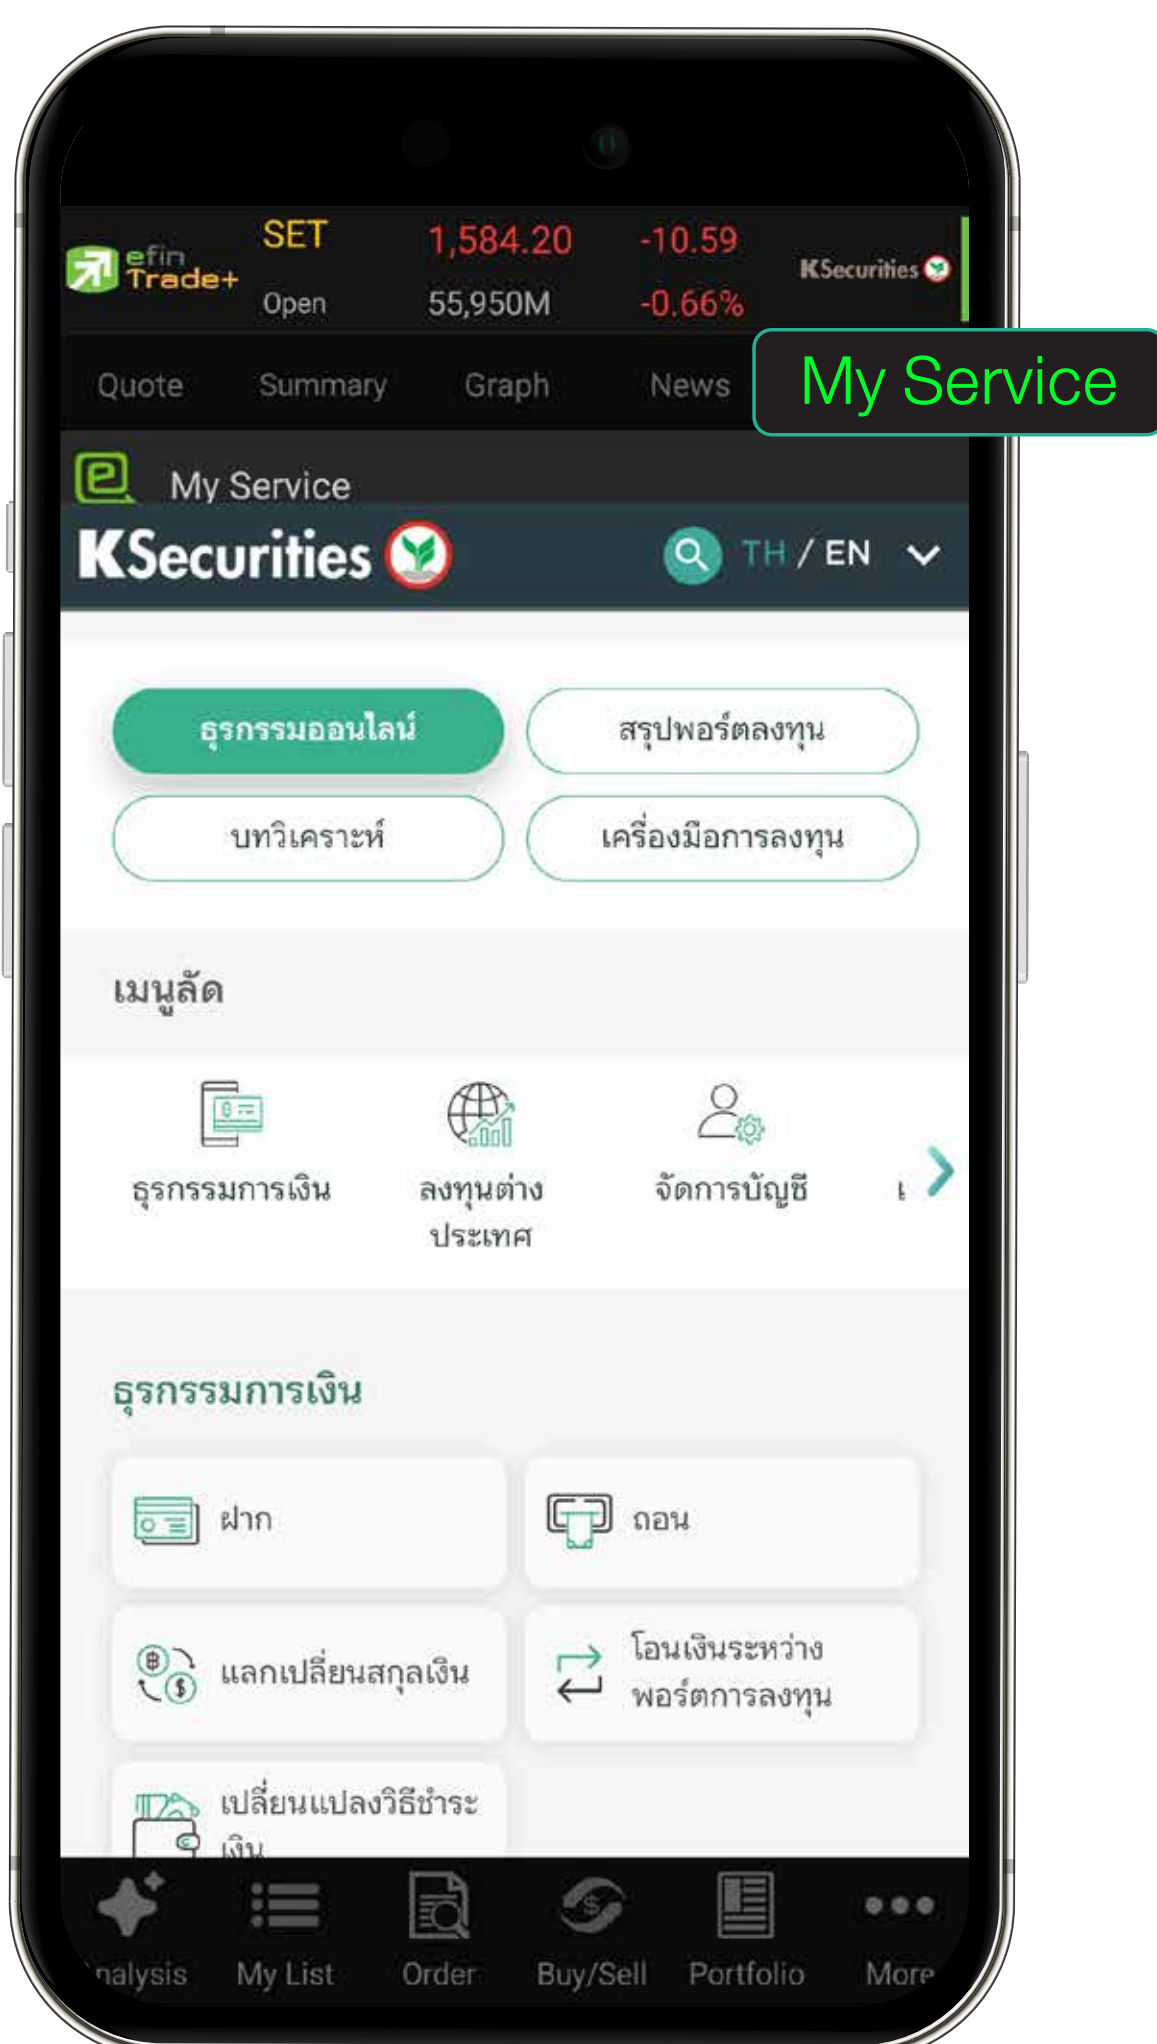 efin
Trade+
SET 1,584.20 -10.59
Open 55,950M -0.66%
KSecurities
Quote Summary Graph News My Service
My Service
KSecurities TH / EN
ธุรกรรมออนไลน์ สรุปพอร์ตลงทุน
บทวิเคราะห์ เครื่องมือการลงทุน
เมนูลัด
ธุรกรรมการเงิน ลงทุนต่าง จัดการบัญชี
ประเทศ
ธุรกรรมการเงิน
ฝาก ถอน
แลกเปลี่ยนสกุลเงิน
โอนเงินระหว่าง
พอร์ตการลงทุน
เปลี่ยนแปลงวิธีชำระ
เงิน
nalysis My List Order Buy/Sell Portfolio More